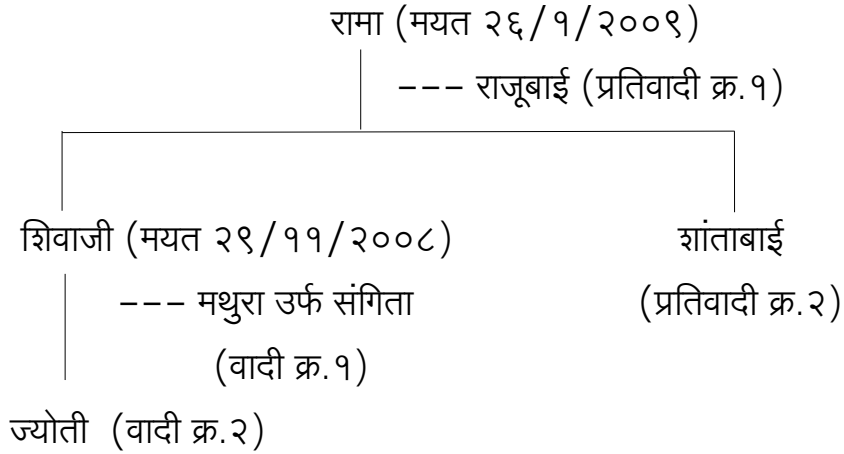 रामा (मयत २६/१/२००९)
--- राजूबाई (प्रतिवादी क्र.१)
शिवाजी (मयत २९/११/२००८) शांताबाई
--- मथुरा उर्फ संगिता (प्रतिवादी क्र.२)
(वादी क्र.१)
ज्योती (वादी क्र.२)